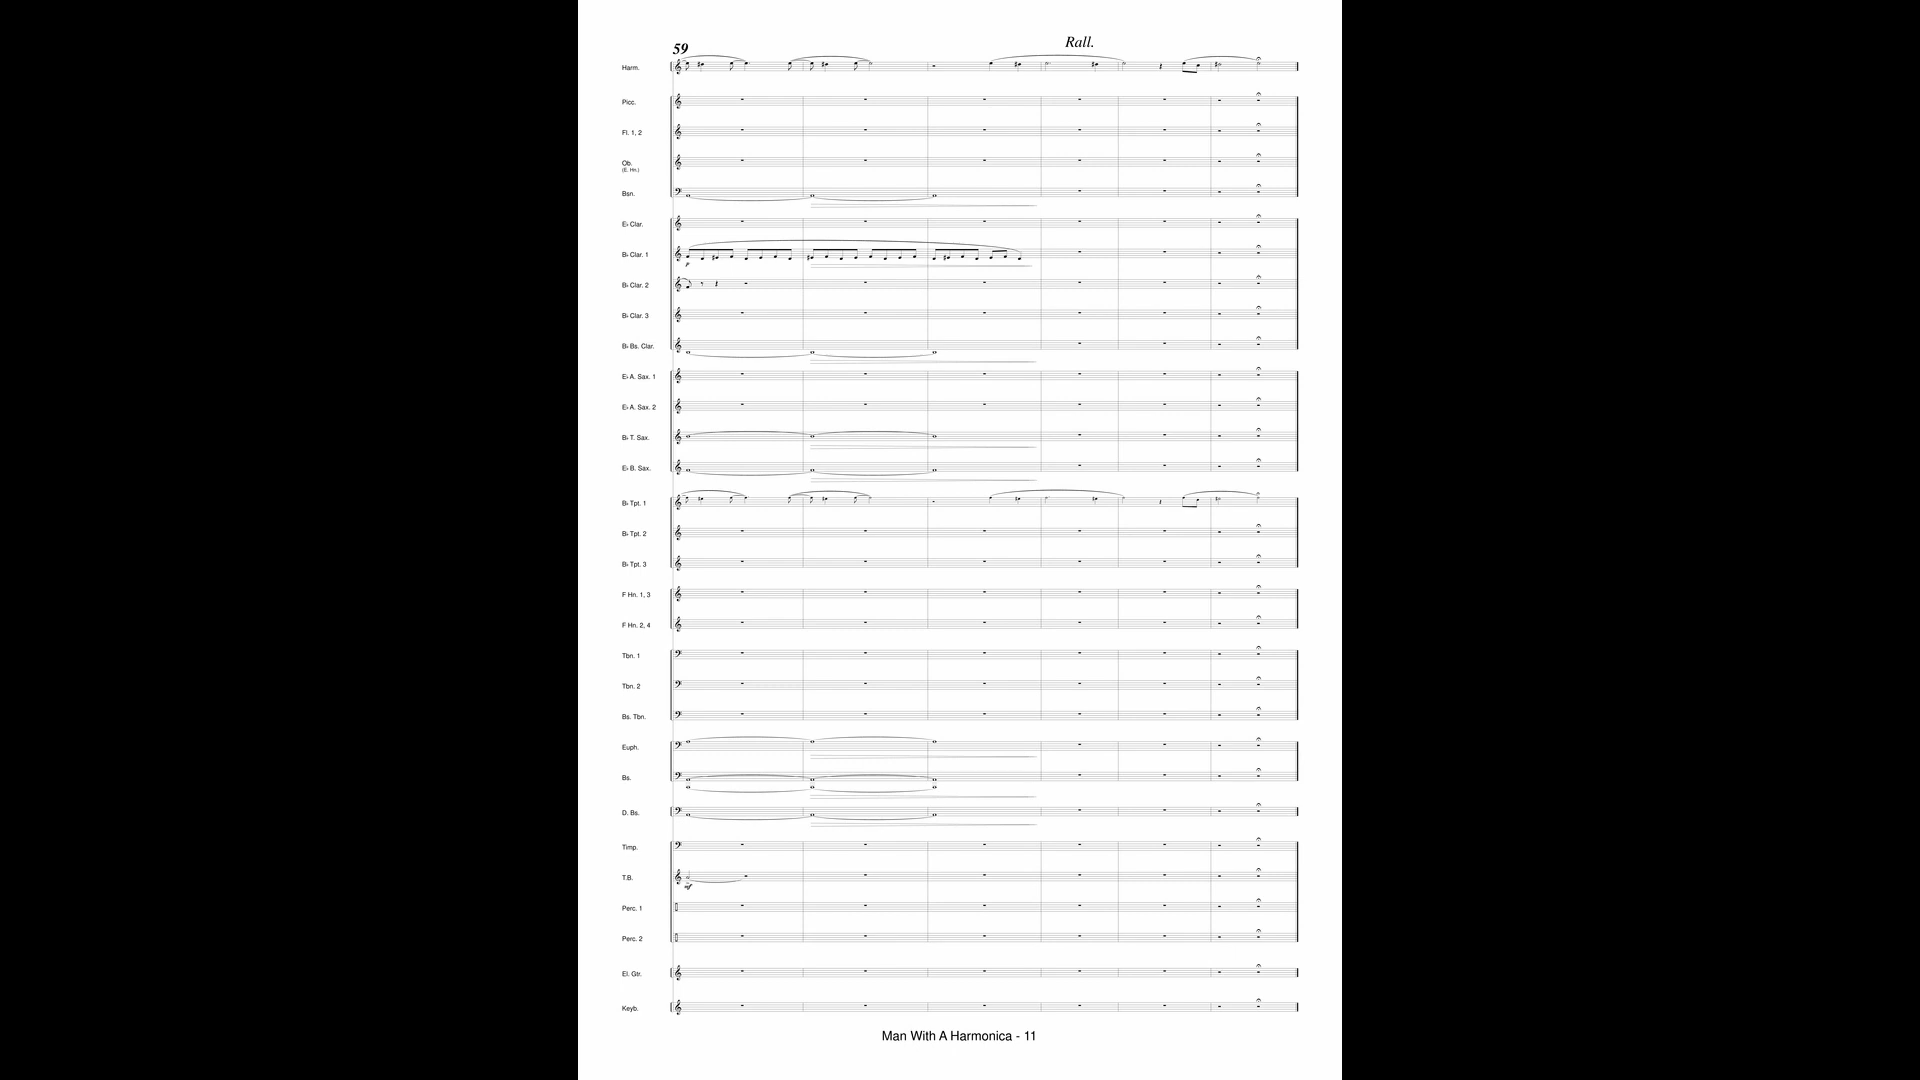 59
Rall.
Harm.
Picc.
Fl. 1, 2
Ob.
(E. Hn.)
Bsn.
E♭ Clar.
B♭ Clar. 1
p
B♭ Clar. 2
B♭ Clar. 3
B♭ Bs. Clar.
E♭ A. Sax. 1
E♭ A. Sax. 2
B♭ T. Sax.
E♭ B. Sax.
B♭ Tpt. 1
B♭ Tpt. 2
B♭ Tpt. 3
F Hn. 1, 3
F Hn. 2, 4
Tbn. 1
Tbn. 2
Bs. Tbn.
Euph.
Bs.
D. Bs.
Timp.
T.B.
mf
Perc. 1
Perc. 2
El. Gtr.
Keyb.
Man With A Harmonica - 11